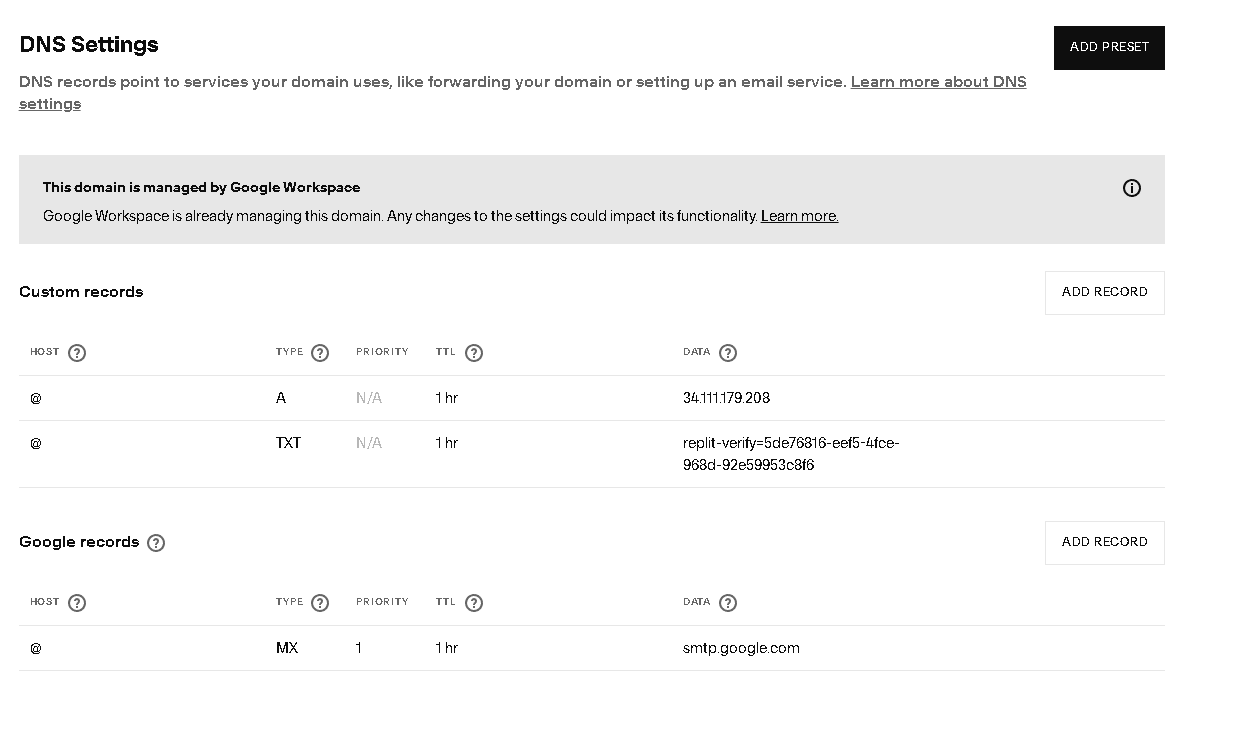 DNS Settings
ADD PRESET
DNS records point to services your domain uses, like forwarding your domain or setting up an email service. Learn more about DNS
settings
This domain is managed by Google Workspace
Google Workspace is already managing this domain. Any changes to the settings could impact its functionality. Learn more.
Custom records
ADD RECORD
HOST TYPE PRIORITY TTL DATA
@ A N/A 1 hr 34.111.179.208
@ TXT N/A 1 hr replit-verify=5de76816-eef5-4fce-
968d-92e59953c8f6
Google records
ADD RECORD
HOST TYPE PRIORITY TTL DATA
@ MX 1 1 hr smtp.google.com